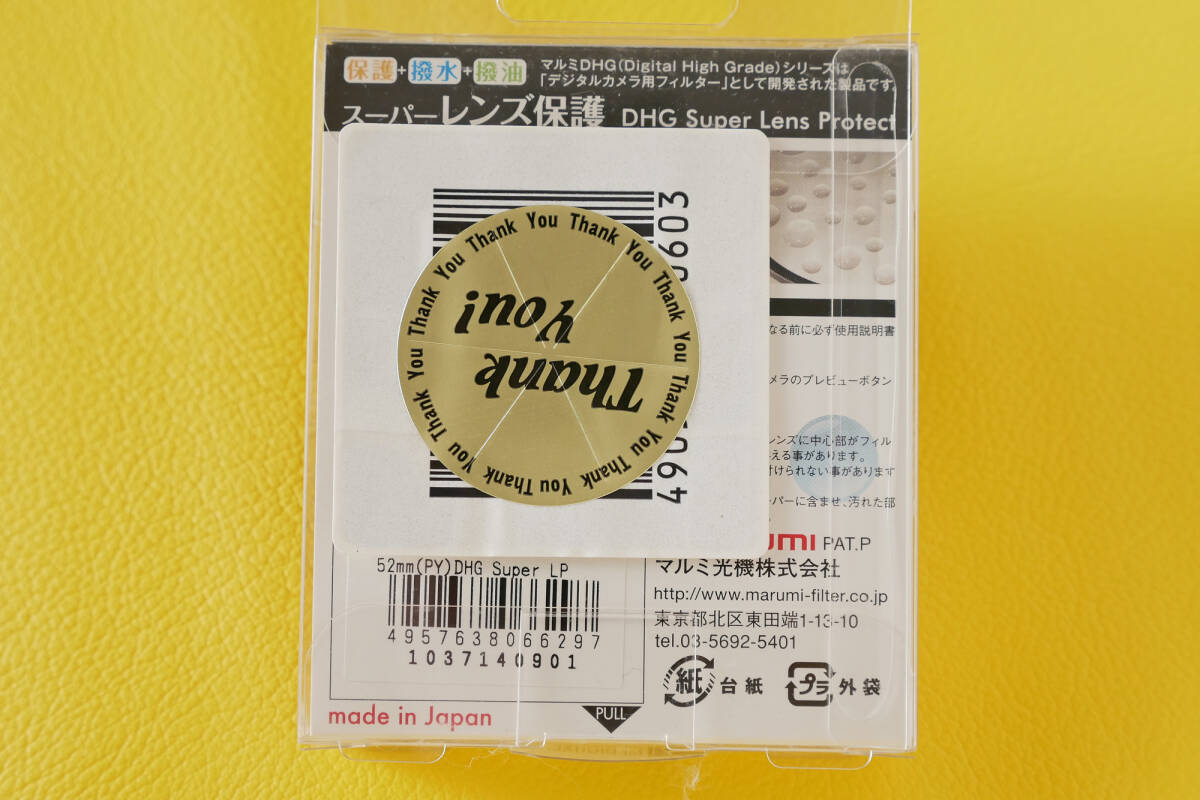 保護+撥水+撥油
マルミDHG(Digital High Grade)シリーズは
「デジタルカメラ用フィルター」として開発された製品です。
スーパーレンズ保護 DHG Super Lens Protect
Thank You Thank You Thank You Thank You Thank You Thank You Thank You Thank You
Thank
You!
0603
490
なる前に必ず使用説明書
メラのプレビューボタン
レンズに中心部がフィル
える事があります。
付けられない事があります
ーパーに含ませ、汚れた部
umi PAT.P
マルミ光機株式会社
http://www.marumi-filter.co.jp
東京都北区東田端1-13-10
tel.03-5692-5401
52mm(PY)DHG Super LP
4957638066297
1037140901
紙 台紙 プラ 外袋
made in Japan
PULL